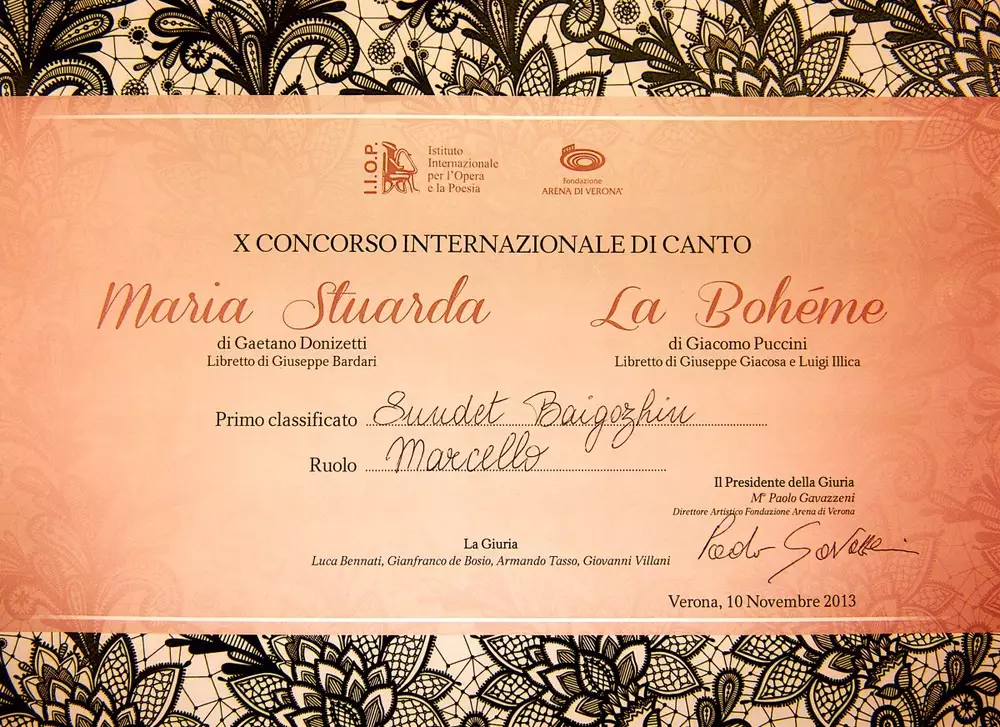 I.I.O.P.
Istituto
Internazionale
per l'Opera
e la Poesia
Fondazione
ARENA DI VERONA®
X CONCORSO INTERNAZIONALE DI CANTO
Maria Stuarda
di Gaetano Donizetti
Libretto di Giuseppe Bardari
La Bohéme
di Giacomo Puccini
Libretto di Giuseppe Giacosa e Luigi Illica
Primo classificato Sundet Baigozhin
Ruolo Marcello
Il Presidente della Giuria
M° Paolo Gavazzeni
Direttore Artistico Fondazione Arena di Verona
Paolo Gavazzeni
La Giuria
Luca Bennati, Gianfranco de Bosio, Armando Tasso, Giovanni Villani
Verona, 10 Novembre 2013